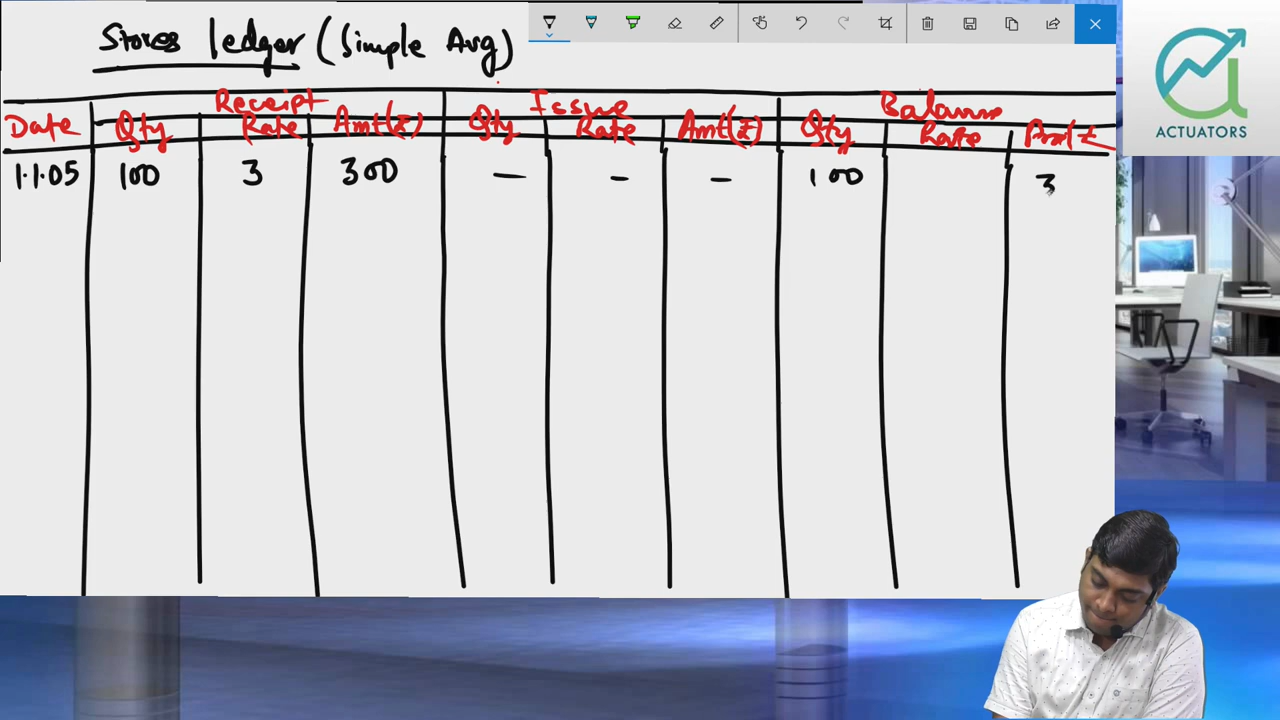 Stores ledger (Simple Avg)
ACTUATORS
Receipt Issue Balance
Date Qty Rate Amt(₹) Qty Rate Amt(₹) Qty Rate Amt ₹
1.1.05 100 3 300 — — — 100 3